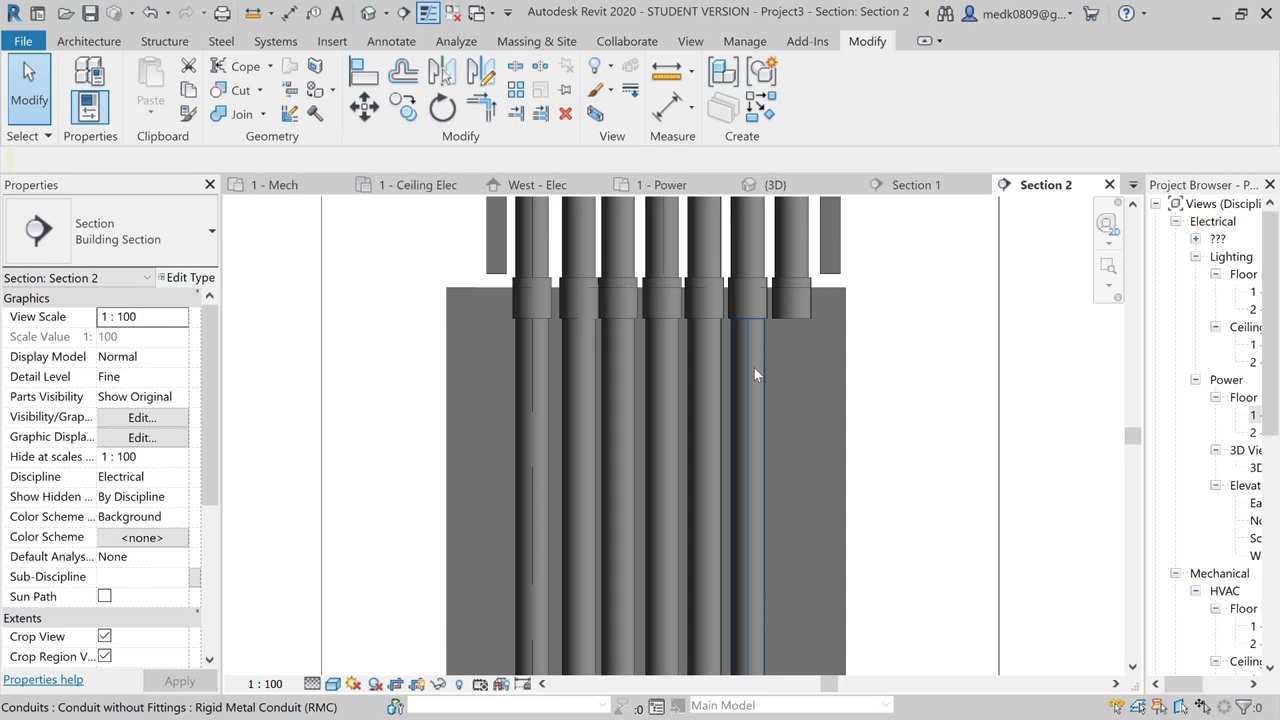 Autodesk Revit 2020 - STUDENT VERSION - Project3 - Section: Section 2
medk0809@g...
File Architecture Structure Steel Systems Insert Annotate Analyze Massing & Site Collaborate View Manage Add-Ins Modify
Modify
Paste
Cope
Cut
Join
Select Properties Clipboard Geometry Modify View Measure Create
Properties
1 - Mech 1 - Ceiling Elec West - Elec 1 - Power (3D) Section 1 Section 2
Project Browser - P...
Section
Building Section
Section: Section 2 Edit Type
Graphics
View Scale 1 : 100
Scale Value 1: 100
Display Model Normal
Detail Level Fine
Parts Visibility Show Original
Visibility/Grap... Edit...
Graphic Displa... Edit...
Hide at scales ... 1 : 100
Discipline Electrical
Show Hidden ... By Discipline
Color Scheme ... Background
Color Scheme <none>
Default Analys... None
Sub-Discipline
Sun Path
Extents
Crop View
Crop Region V...
Properties help Apply
2D
Views (Discipli
Electrical
???
Lighting
Floor
1 -
2 -
Ceiling
1 -
2 -
Power
Floor
1 -
2 -
3D Vie
3D
Elevat
Ea
No
So
W
Mechanical
HVAC
Floor
1 -
2 -
Ceiling
1 : 100
Conduits : Conduit without Fittings : Rigid Metal Conduit (RMC)
:0
Main Model
:0